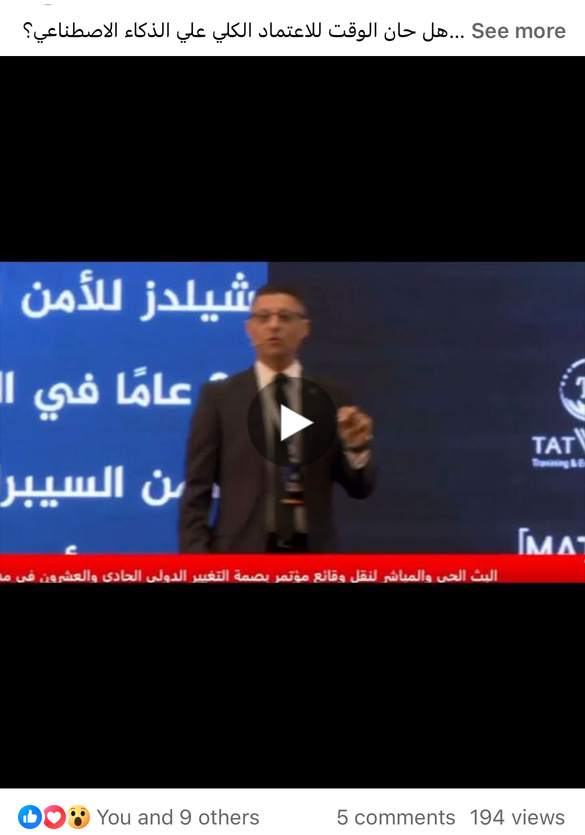 هل حان الوقت للاعتماد الكلي علي الذكاء الاصطناعي؟... See more
شيلدز للأمن
عامًا في
السيبر
TAT
Training & E
[MAT
البث الحي والمباشر لنقل وقائع مؤتمر بصمة التغيير الدولي الحادي والعشرون في
You and 9 others
5 comments 194 views